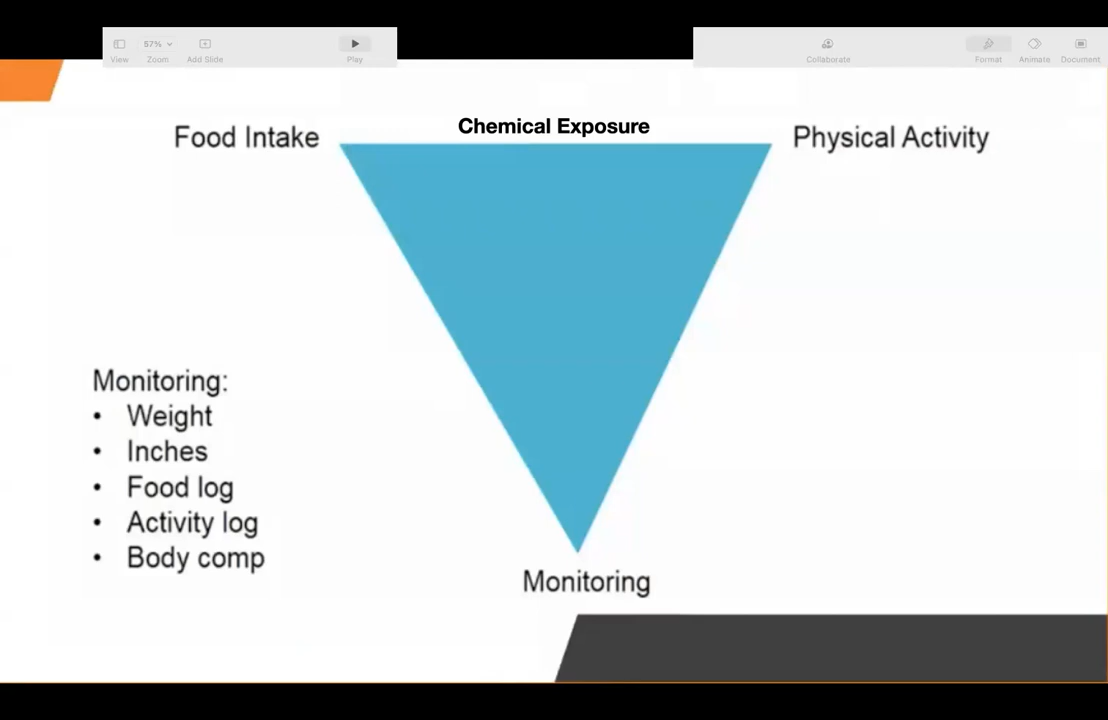 57%
View
Zoom
Add Slide
Play
Collaborate
Format
Animate
Document
Chemical Exposure
Food Intake
Physical Activity
Monitoring:
• Weight
• Inches
• Food log
• Activity log
• Body comp
Monitoring